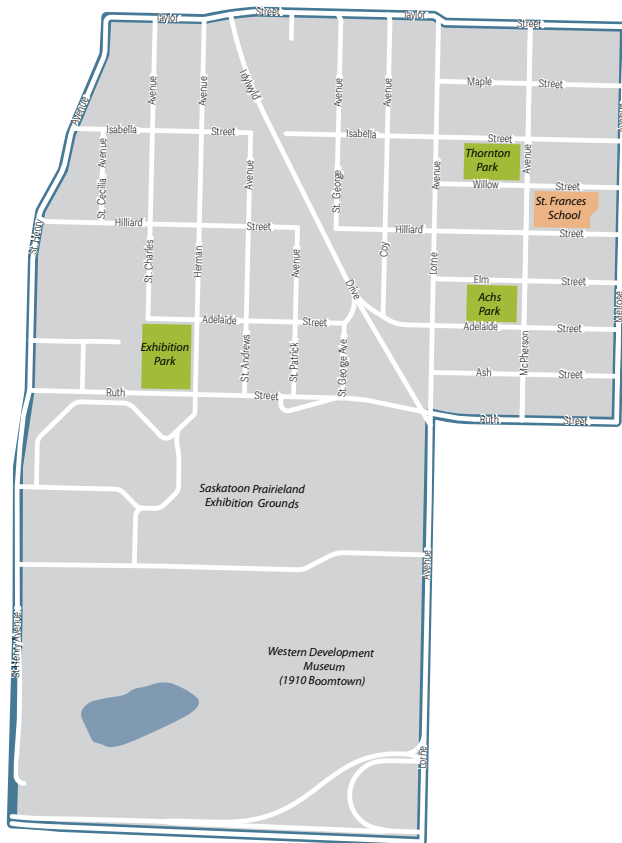 Taylor
Street
Taylor
Street
Maple
Street
Avenue
Avenue
Idylwyld
Avenue
Avenue
Avenue
Isabella
Street
Isabella
Street
Avenue
Thornton
Park
Avenue
Avenue
Avenue
St. Cecilia
St. George
Willow
Street
St. Frances
School
Hilliard
Street
Hilliard
Street
St. Henry
St. Charles
Herman
Avenue
Coy
Lorne
Elm
Street
Drive
Achs
Park
Melrose
Adelaide
Street
Adelaide
Street
Exhibition
Park
St. Andrews
St. Patrick
St. George Ave
McPherson
Ash
Street
Ruth
Street
Ruth
Street
Saskatoon Prairieland
Exhibition Grounds
Avenue
St Henry Avenue
Western Development
Museum
(1910 Boomtown)
Lorne